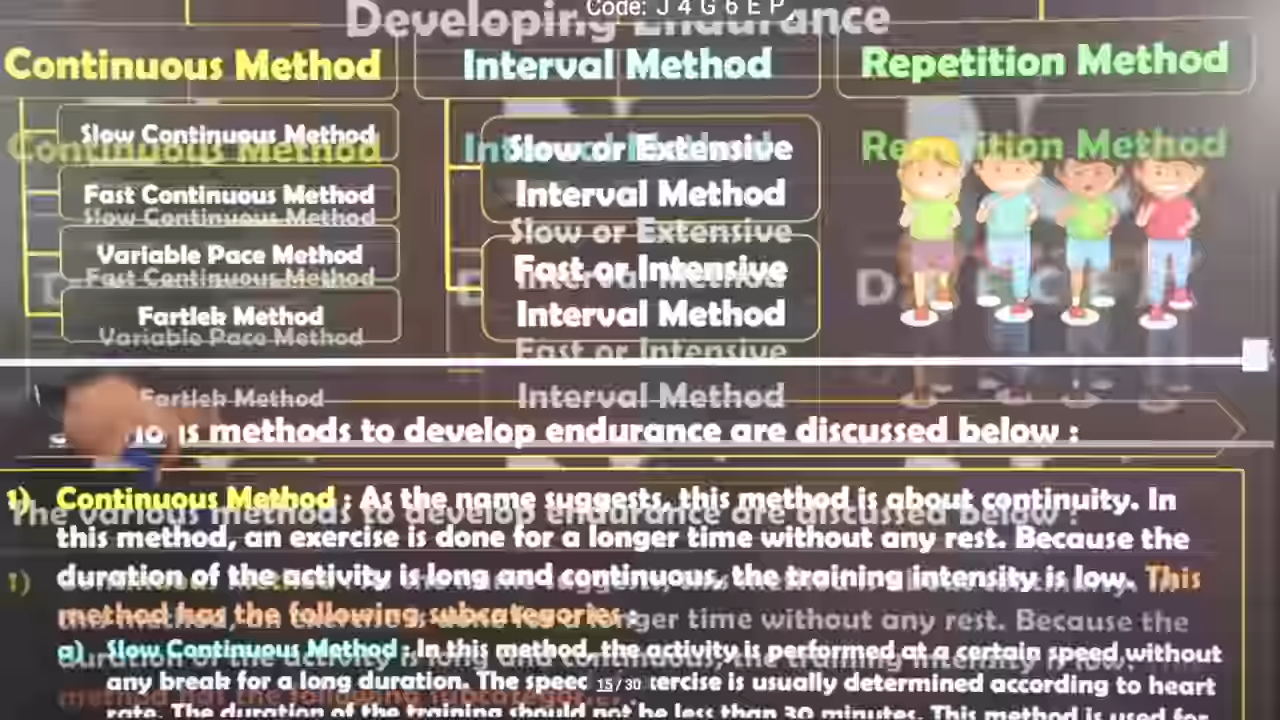 Code: J 4 G 6 E P
Developing Endurance
Continuous Method
Interval Method
Repetition Method
Slow Continuous Method
Fast Continuous Method
Variable Pace Method
Fartlek Method
Slow or Extensive
Interval Method
Fast or Intensive
Interval Method
is methods to develop endurance are discussed below :
1) Continuous Method : As the name suggests, this method is about continuity. In
this method, an exercise is done for a longer time without any rest. Because the
duration of the activity is long and continuous, the training intensity is low. This
method has the following subcategories :
a) Slow Continuous Method : In this method, the activity is performed at a certain speed without
any break for a long duration. The speed 15 / 30 exercise is usually determined according to heart
rate. The duration of the training should not be less than 30 minutes. This method is used for